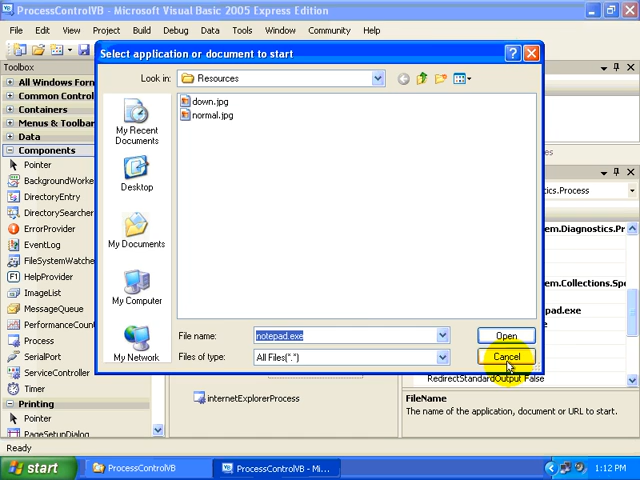 ProcessControlVB - Microsoft Visual Basic 2005 Express Edition
File Edit View Project Build Debug Data Tools Window Community Help
Select application or document to start
Toolbox
Look in: Resources
All Windows Form
Common Control
Containers
Menus & Toolbar
Data
Components
Pointer
BackgroundWorke
DirectoryEntry
DirectorySearcher
ErrorProvider
EventLog
FileSystemWatche
HelpProvider
ImageList
MessageQueue
PerformanceCount
Process
SerialPort
ServiceController
Timer
Printing
Pointer
PageSetupDialog
down.jpg
normal.jpg
My Recent
Documents
Desktop
My Documents
My Computer
My Network
File name: notepad.exe
Open
Files of type: All Files(*.*)
Cancel
es
tics.Process
em.Diagnostics.Pr
em.Collections.Spe
pad.exe
RedirectStandardOutput False
internetExplorerProcess
FileName
The name of the application, document or URL to start.
Ready
start
ProcessControlVB
ProcessControlVB - Mi...
1:12 PM